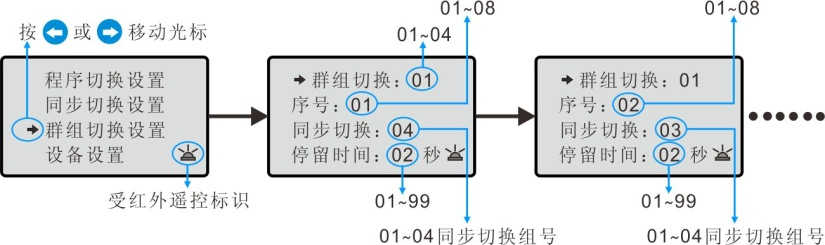 按 或 移动光标
程序切换设置
同步切换设置
群组切换设置
设备设置
受红外遥控标识
01~08
01~04
群组切换：01
序号：01
同步切换：04
停留时间：02 秒
01~99
01~04同步切换组号
01~08
群组切换：01
序号：02
同步切换：03
停留时间：02 秒
01~99
01~04同步切换组号